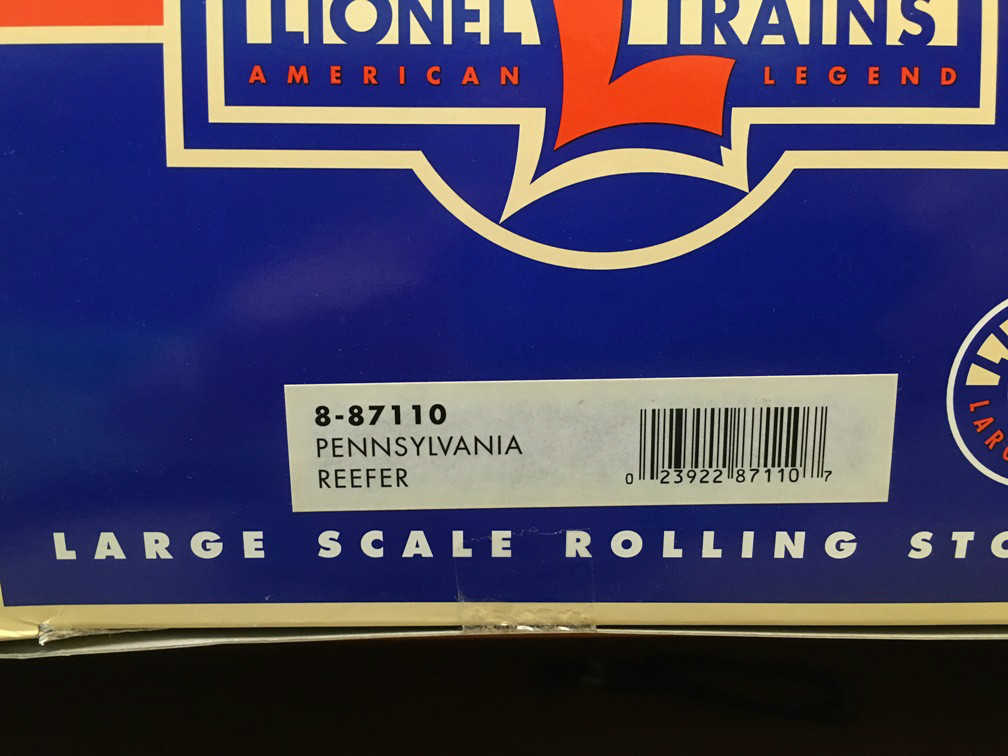 LIONEL TRAINS
AMERICAN LEGEND
8-87110
PENNSYLVANIA
REEFER
0 23922 87110 7
LARGE SCALE ROLLING